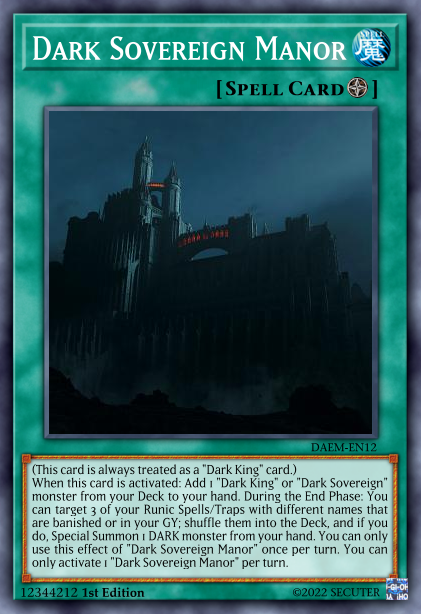 Dark Sovereign Manor 魔
[Spell Card]
DAEM-EN12
(This card is always treated as a "Dark King" card.)
When this card is activated: Add 1 "Dark King" or "Dark Sovereign"
monster from your Deck to your hand. During the End Phase: You
can target 3 of your Runic Spells/Traps with different names that
are banished or in your GY; shuffle them into the Deck, and if you
do, Special Summon 1 DARK monster from your hand. You can only
use this effect of "Dark Sovereign Manor" once per turn. You can
only activate 1 "Dark Sovereign Manor" per turn.
12344212 1st Edition
©2022 SECUTER